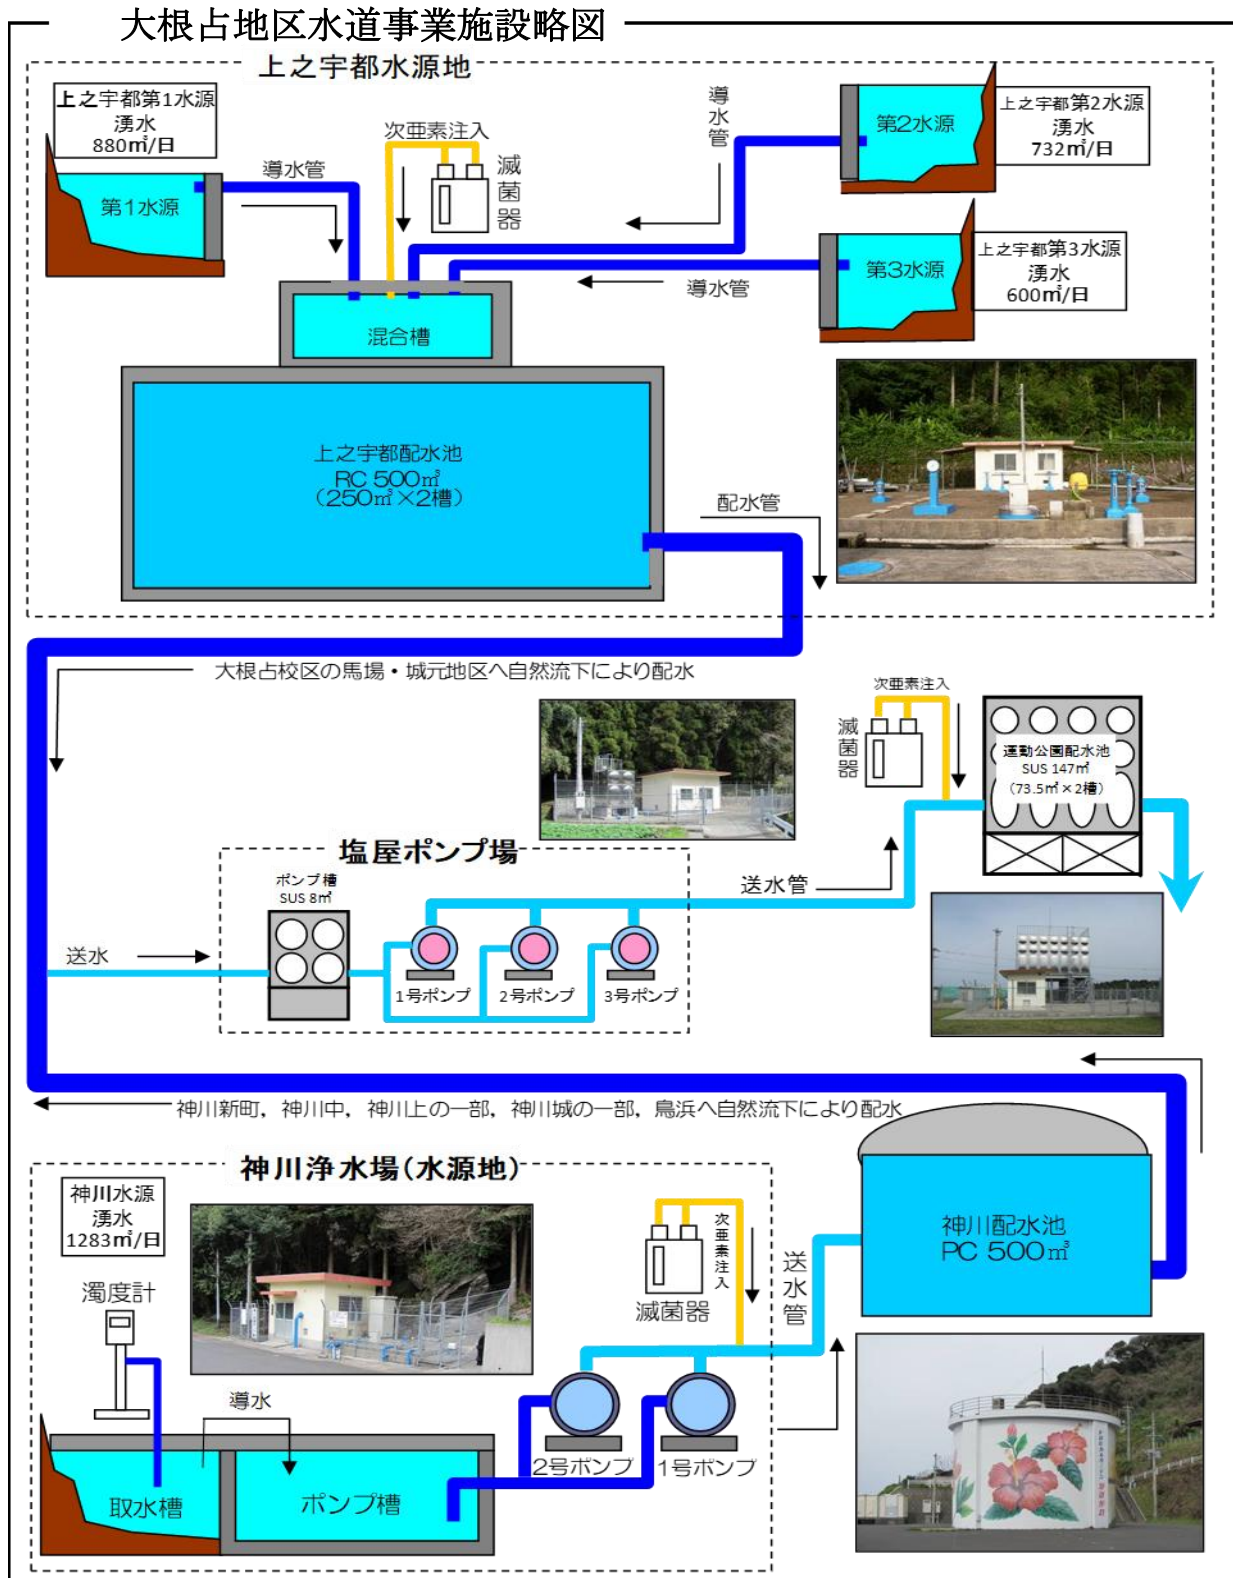 大根占地区水道事業施設略図
上之宇都水源地
上之宇都第1水源
湧水
880㎥/日
導水管
第1水源
次亜素注入
滅菌器
導水管
第2水源
上之宇都第2水源
湧水
732㎥/日
第3水源
上之宇都第3水源
湧水
600㎥/日
導水管
混合槽
上之宇都配水池
RC 500㎥
(250㎥×2槽)
配水管
大根占校区の馬場・城元地区へ自然流下により配水
次亜素注入
滅菌器
運動公園配水池
SUS 147㎥
(73.5㎥×2槽)
塩屋ポンプ場
ポンプ槽
SUS 8㎥
送水
送水管
1号ポンプ
2号ポンプ
3号ポンプ
神川新町，神川中，神川上の一部，神川城の一部，鳥浜へ自然流下により配水
神川浄水場(水源地)
神川水源
湧水
1283㎥/日
濁度計
次亜素注入
滅菌器
送水管
神川配水池
PC 500㎥
導水
取水槽
ポンプ槽
2号ポンプ
1号ポンプ